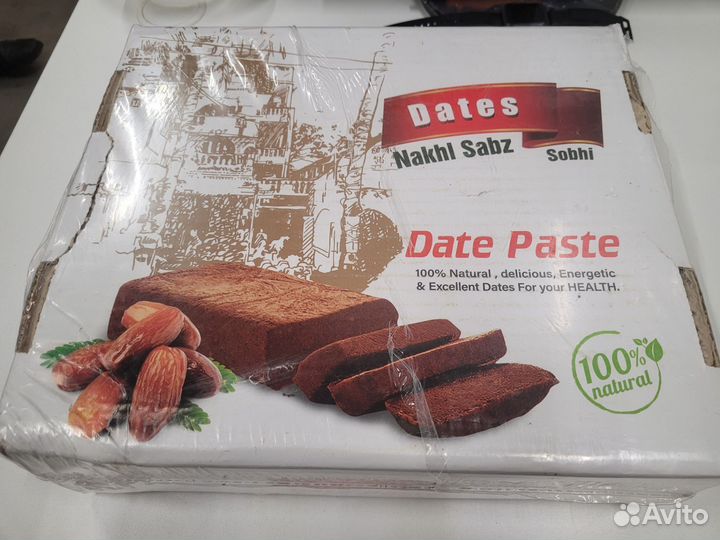 Dates
Nakhl Sabz Sobhi
Date Paste
100% Natural , delicious, Energetic
& Excellent Dates For your HEALTH.
100%
natural
Avito